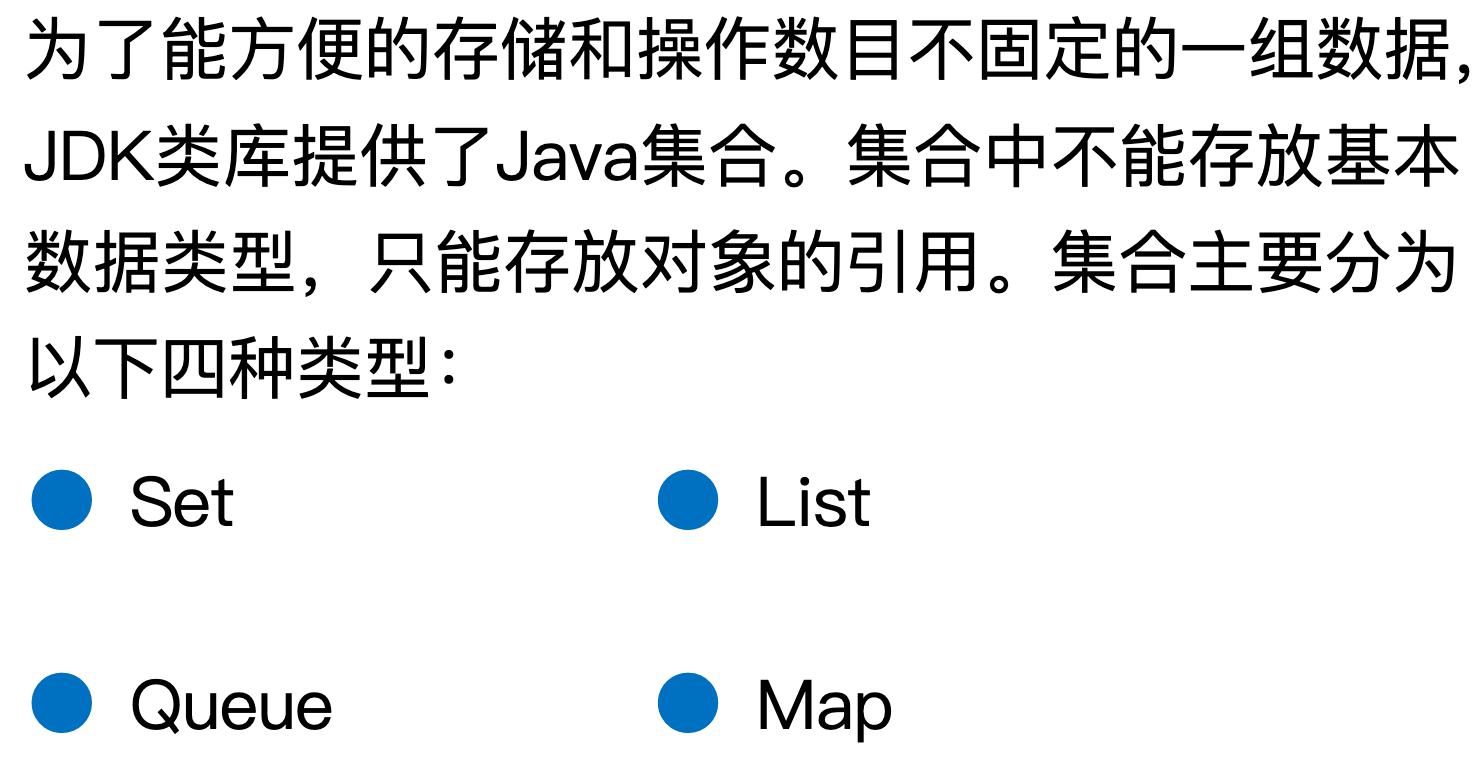 为了能方便的存储和操作数目不固定的一组数据，
JDK类库提供了Java集合。集合中不能存放基本
数据类型，只能存放对象的引用。集合主要分为
以下四种类型：
Set List
Queue Map